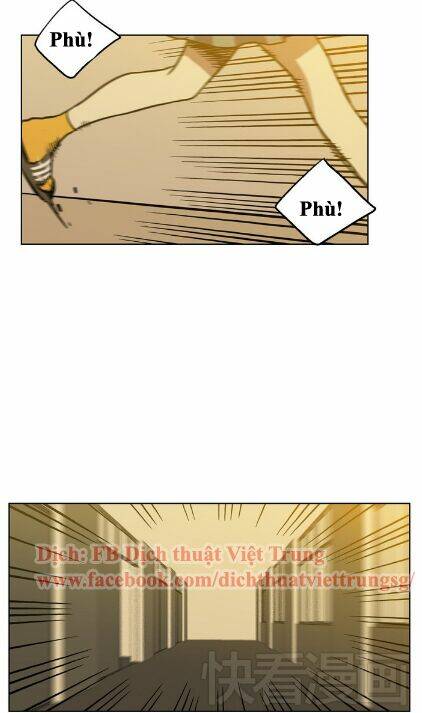 Phù!
Phù!
Dịch: FB Dịch thuật Việt Trung
www.facebook.com/dichthuatviettrungsg/
快看漫画